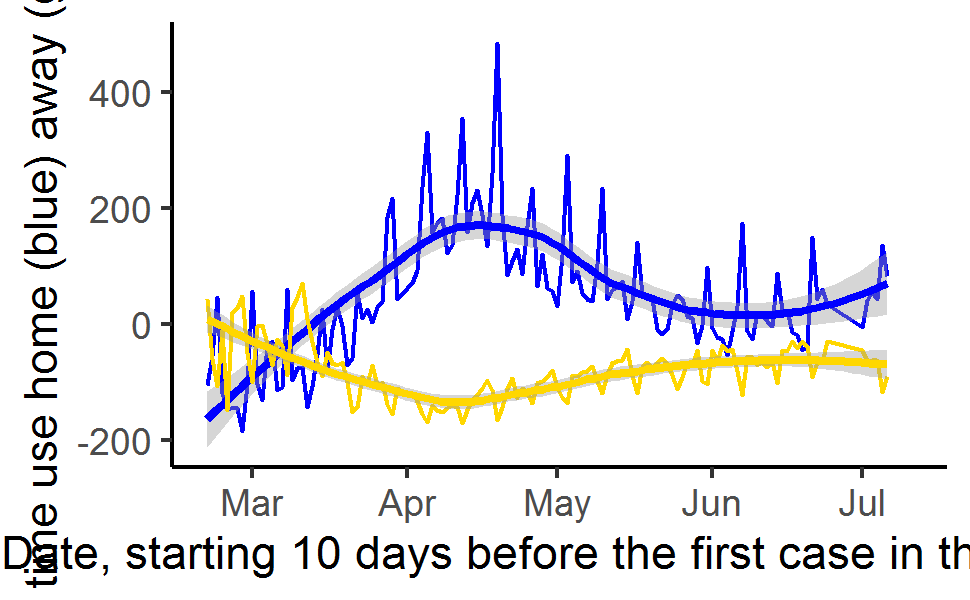 time use home (blue) away (
400
200
0
-200
Mar Apr May Jun Jul
Date, starting 10 days before the first case in th